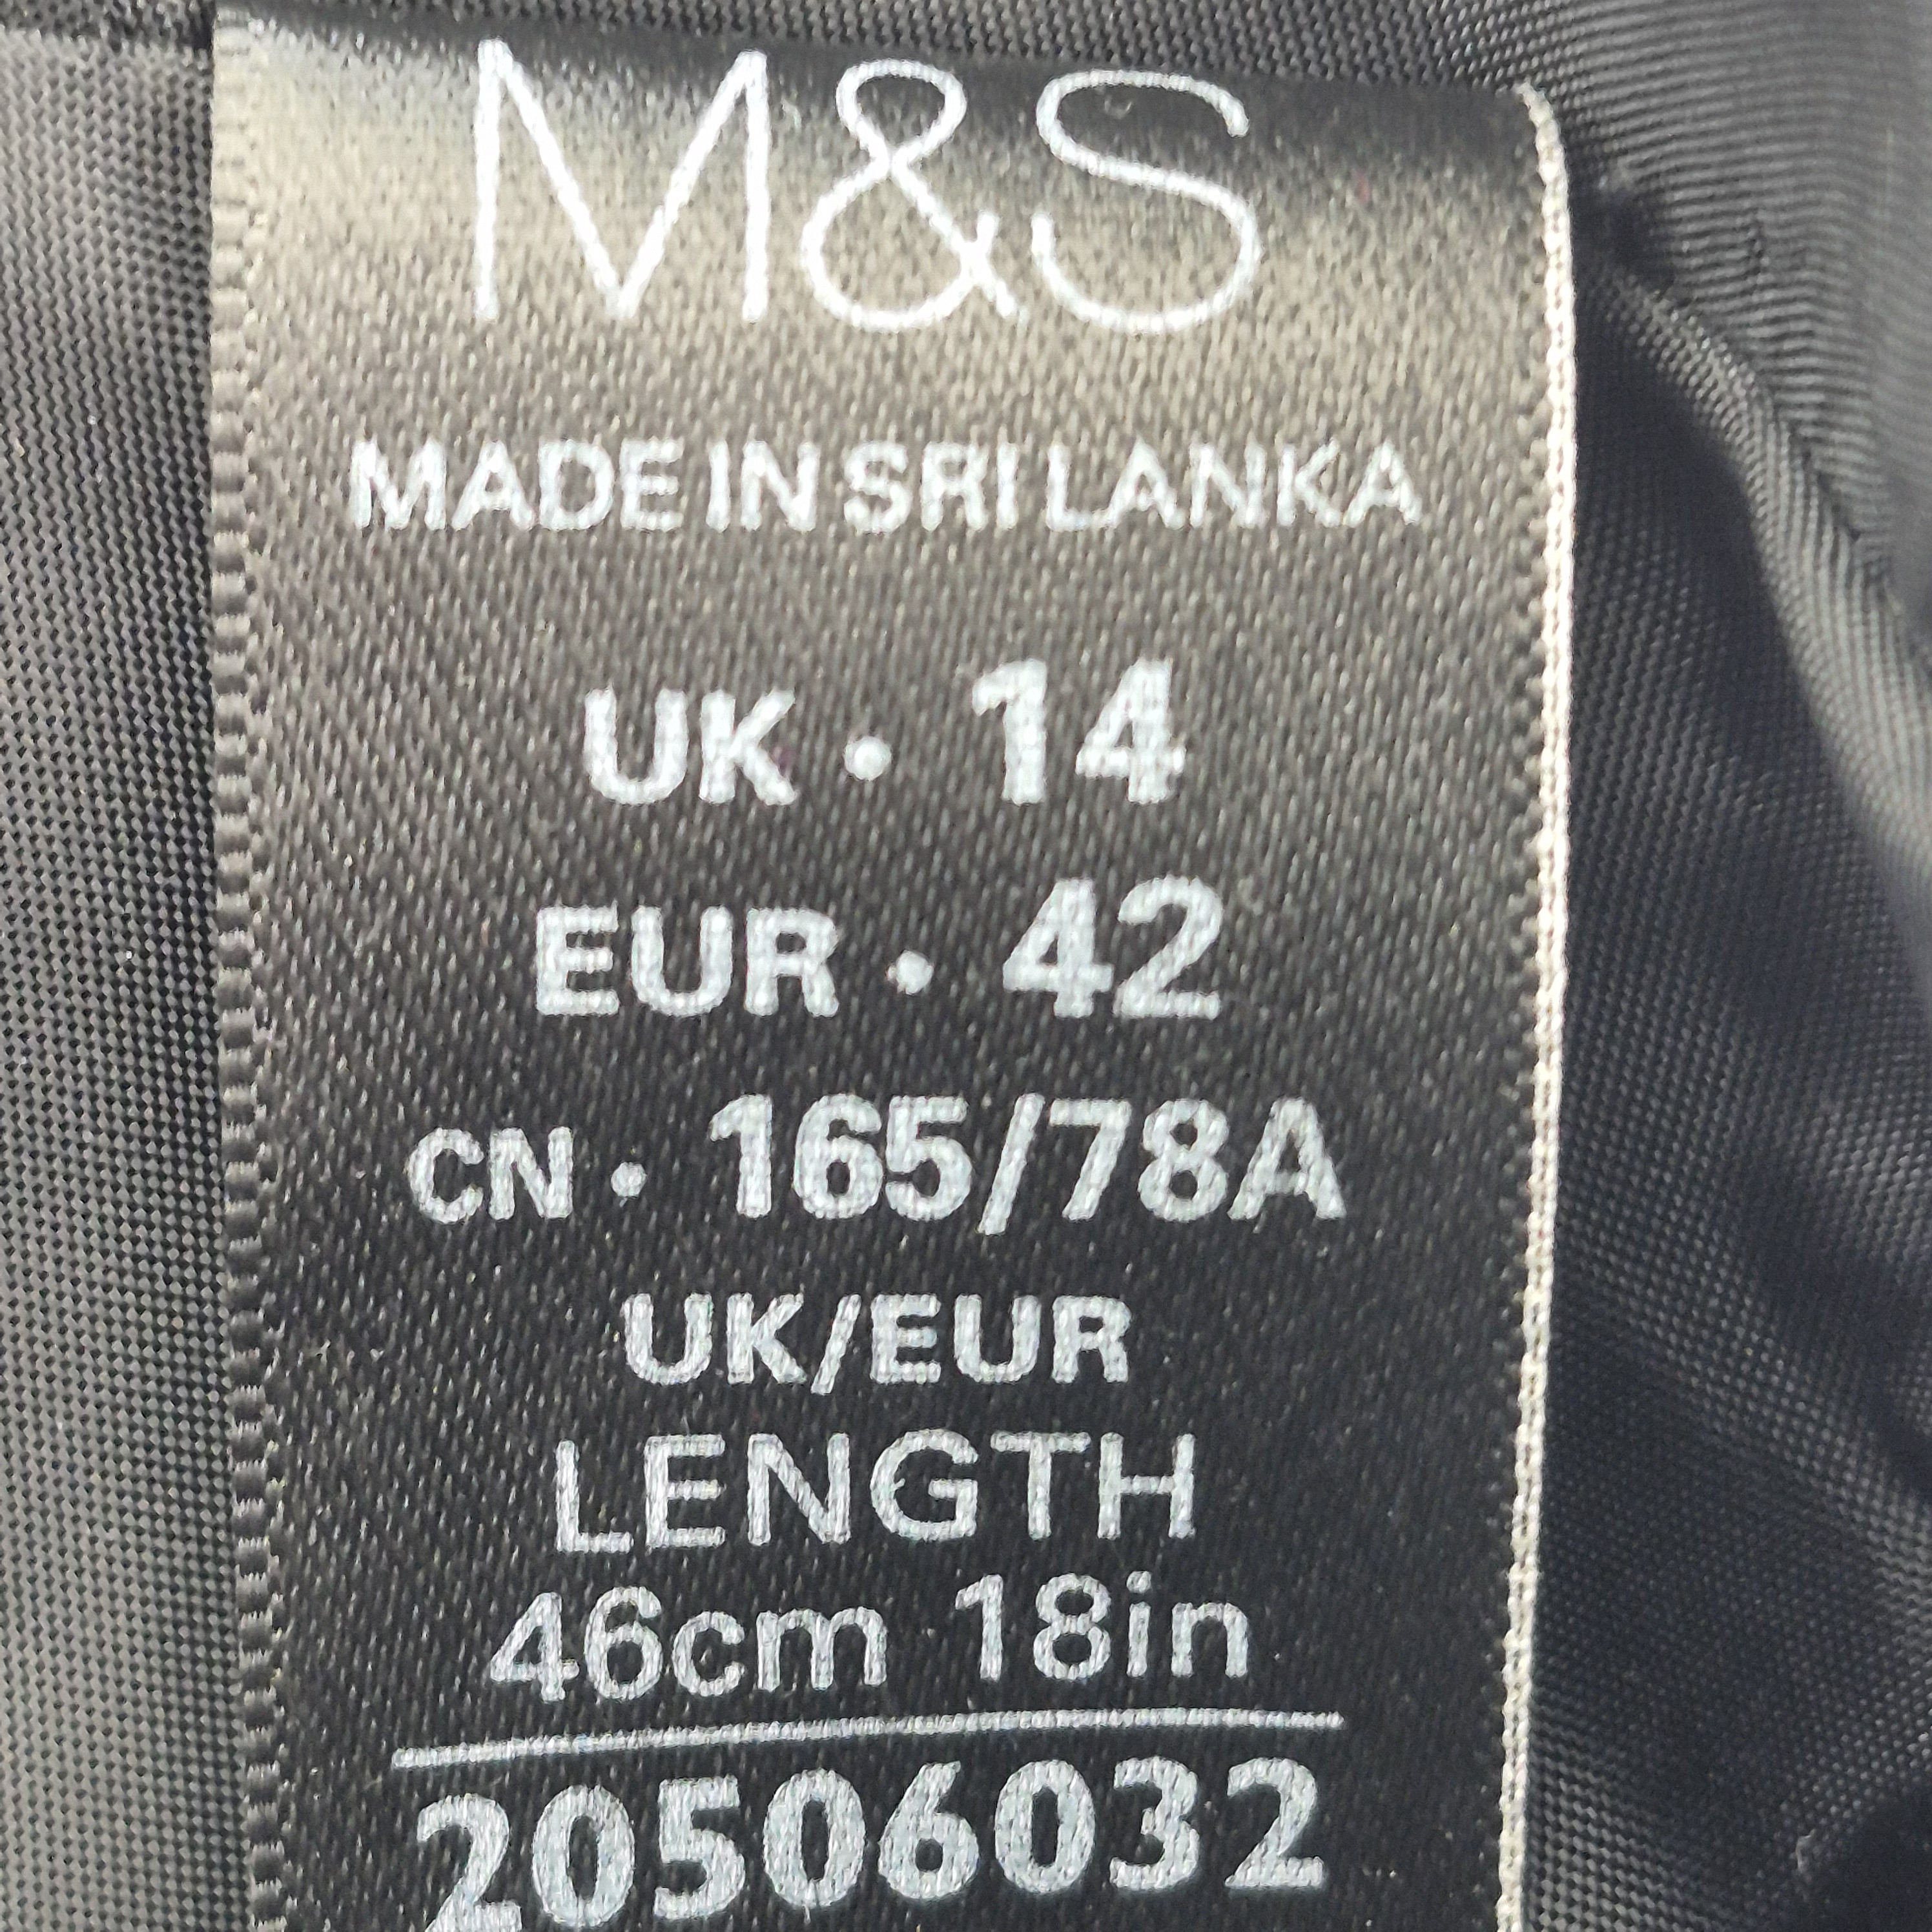 M&S
MADE IN SRI LANKA
UK • 14
EUR • 42
CN • 165/78A
UK/EUR
LENGTH
46cm 18in
20506032